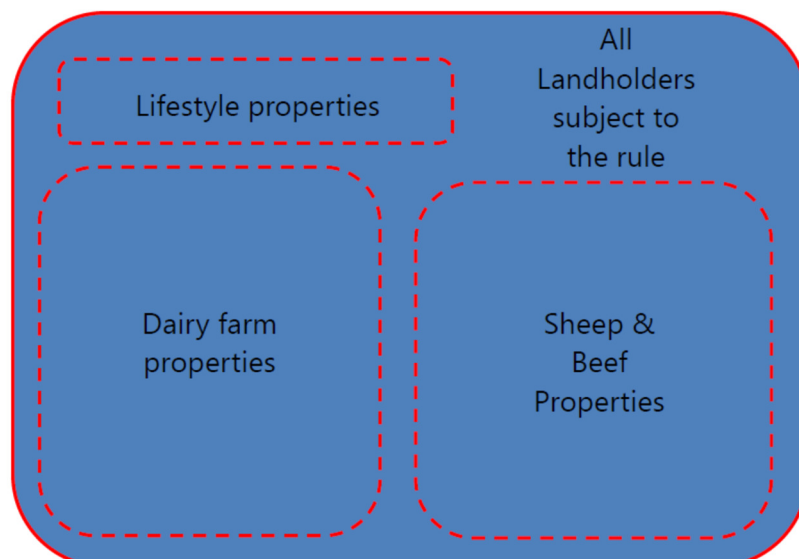 All
Landholders
subject to
the rule
Lifestyle properties
Dairy farm
properties
Sheep &
Beef
Properties